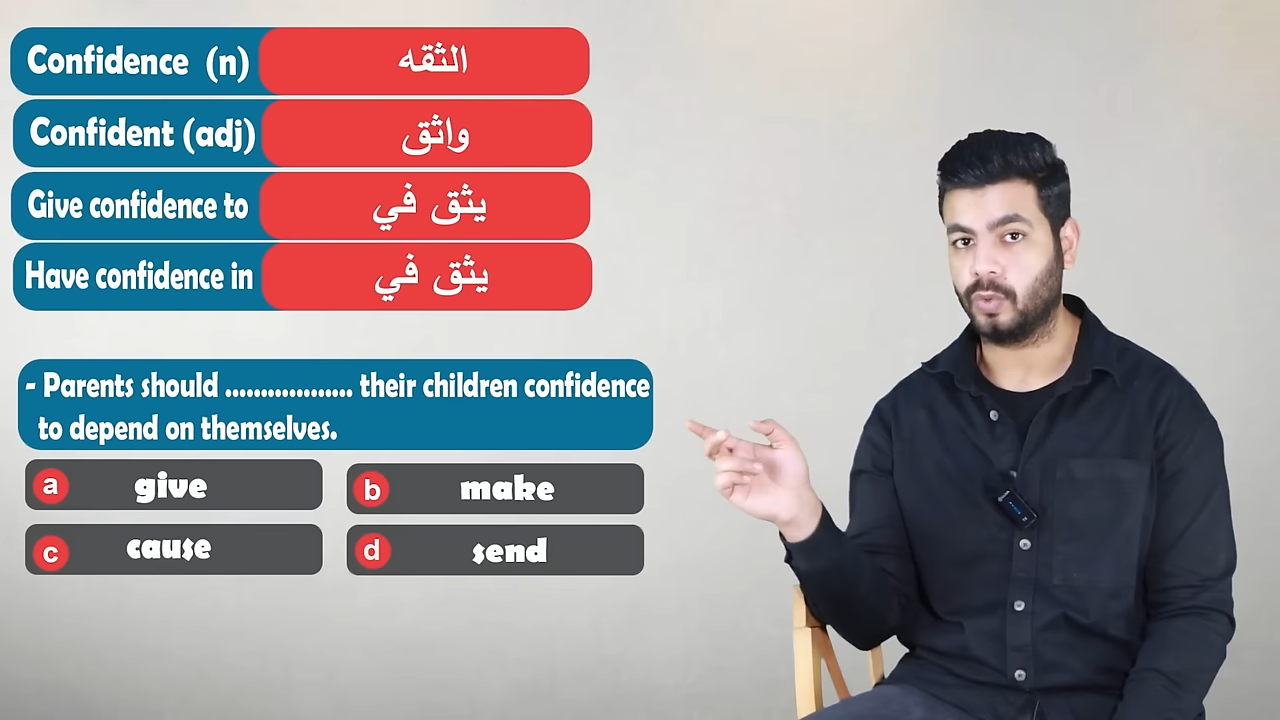 Confidence (n) الثقه
Confident (adj) واثق
Give confidence to يثق في
Have confidence in يثق في
- Parents should .................. their children confidence
to depend on themselves.
a give
b make
c cause
d send